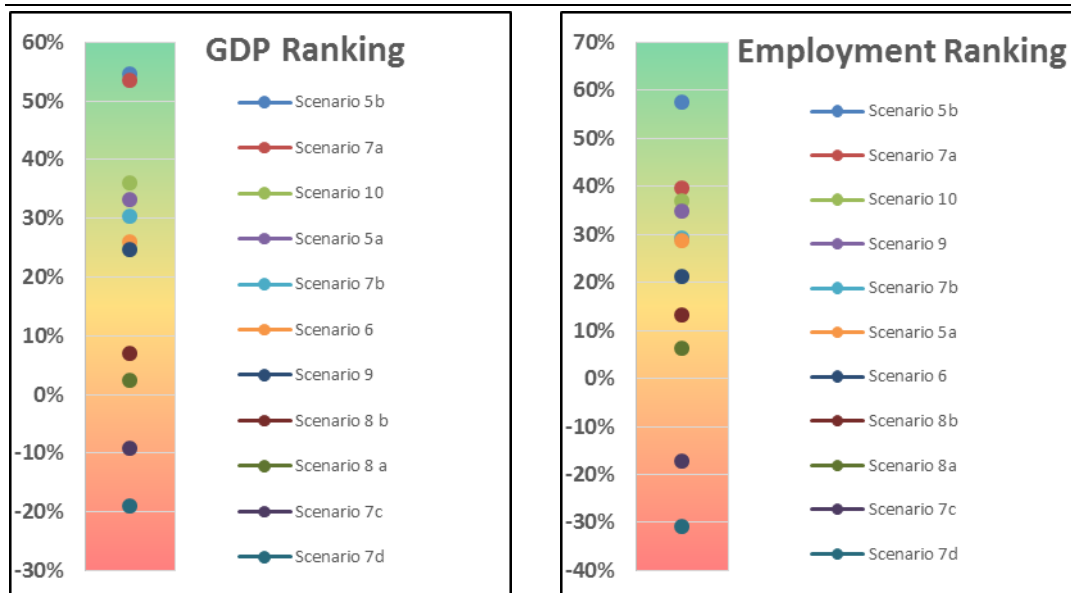 GDP Ranking
60%
50%
40%
30%
20%
10%
0%
-10%
-20%
-30%
Scenario 5b
Scenario 7a
Scenario 10
Scenario 5a
Scenario 7b
Scenario 6
Scenario 9
Scenario 8 b
Scenario 8 a
Scenario 7c
Scenario 7d
Employment Ranking
70%
60%
50%
40%
30%
20%
10%
0%
-10%
-20%
-30%
-40%
Scenario 5b
Scenario 7a
Scenario 10
Scenario 9
Scenario 7b
Scenario 5a
Scenario 6
Scenario 8b
Scenario 8a
Scenario 7c
Scenario 7d